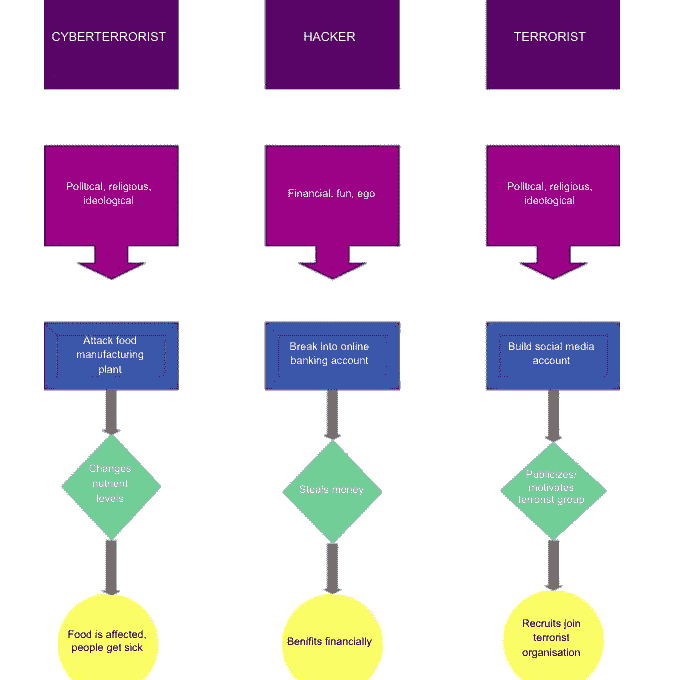 CYBERTERRORIST
HACKER
TERRORIST
Political, religious,
ideological
Financial, fun, ego
Political, religious,
ideological
Attack food
manufacturing
plant
Break into online
banking account
Build social media
account
Changes
nutrient
levels
Steals money
Publicizes/
motivates
terrorist group
Food is affected,
people get sick
Benifits financially
Recruits join
terrorist
organisation